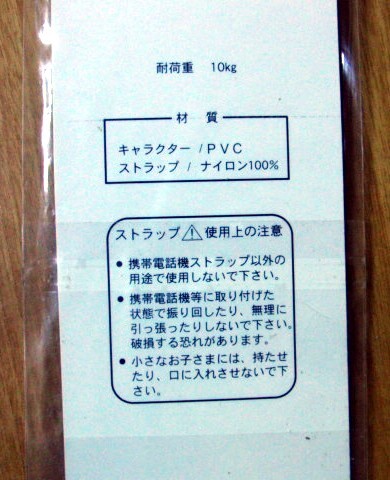 耐荷重 10kg
材 質
キャラクター /PVC
ストラップ / ナイロン100%
ストラップ⚠使用上の注意
● 携帯電話機ストラップ以外の
用途で使用しないで下さい。
● 携帯電話機等に取り付けた
状態で振り回したり、無理に
引っ張ったりしないで下さい。
破損する恐れがあります。
● 小さなお子さまには、持たせ
たり、口に入れさせないで下
さい。